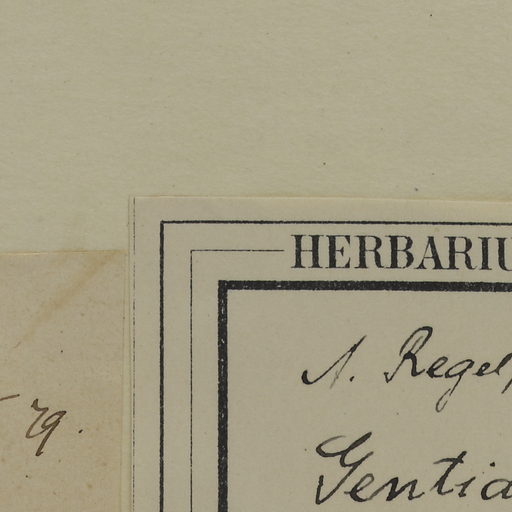 HERBARIU
A. Regel,
79.
Gentia